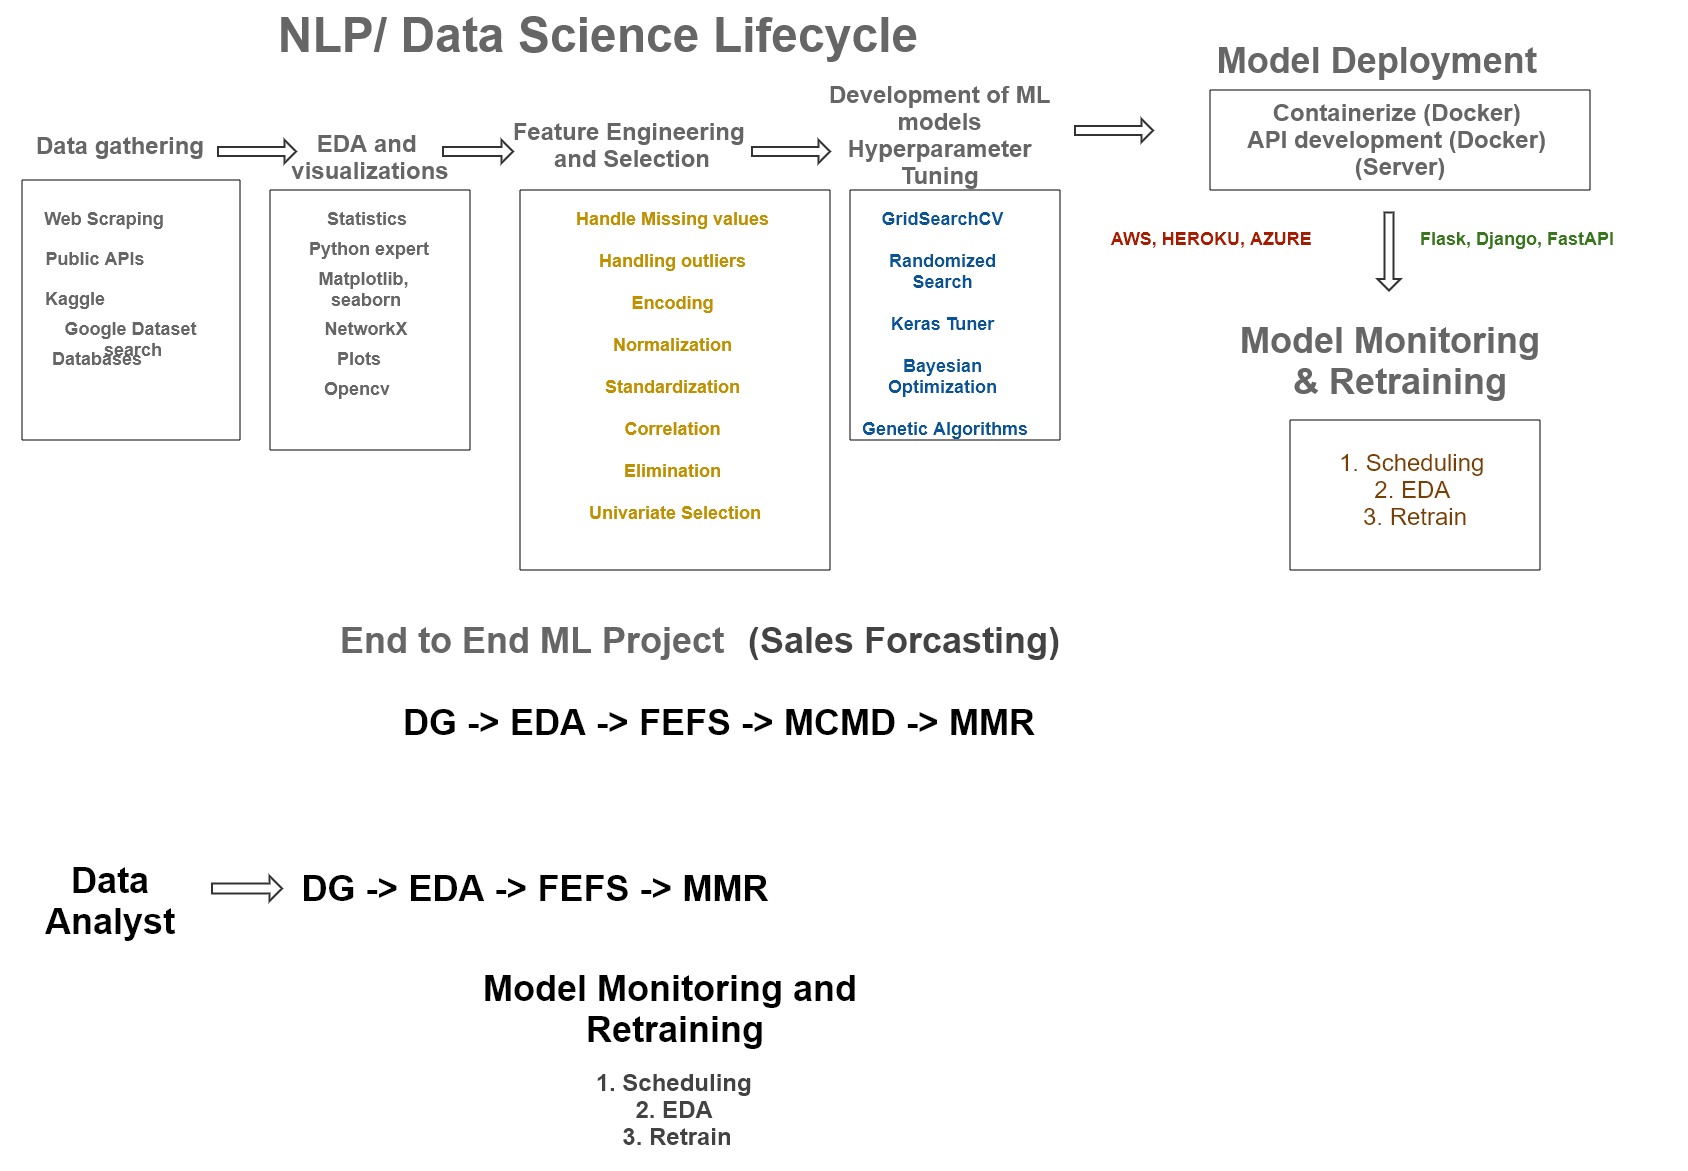 NLP/ Data Science Lifecycle
Data gathering
Web Scraping
Public APIs
Kaggle
Google Dataset
search
Databases
EDA and
visualizations
Statistics
Python expert
Matplotlib,
seaborn
NetworkX
Plots
Opencv
Feature Engineering
and Selection
Handle Missing values
Handling outliers
Encoding
Normalization
Standardization
Correlation
Elimination
Univariate Selection
Development of ML
models
Hyperparameter
Tuning
GridSearchCV
Randomized
Search
Keras Tuner
Bayesian
Optimization
Genetic Algorithms
Model Deployment
Containerize (Docker)
API development (Docker)
(Server)
AWS, HEROKU, AZURE
Flask, Django, FastAPI
Model Monitoring
& Retraining
1. Scheduling
2. EDA
3. Retrain
End to End ML Project (Sales Forcasting)
DG -> EDA -> FEFS -> MCMD -> MMR
Data
Analyst
DG -> EDA -> FEFS -> MMR
Model Monitoring and
Retraining
1. Scheduling
2. EDA
3. Retrain